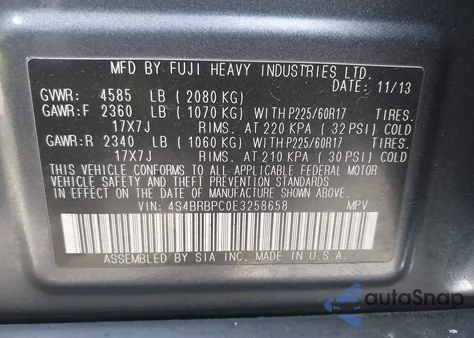 MFD BY FUJI HEAVY INDUSTRIES LTD.
DATE: 11/13
GVWR: 4585 LB ( 2080 KG)
GAWR:F 2360 LB ( 1070 KG) WITH P225/60R17 TIRES.
17X7J RIMS. AT 220 KPA ( 32 PSI) COLD
GAWR:R 2340 LB ( 1060 KG) WITH P225/60R17 TIRES.
17X7J RIMS. AT 210 KPA ( 30 PSI) COLD
THIS VEHICLE CONFORMS TO ALL APPLICABLE FEDERAL MOTOR
VEHICLE SAFETY AND THEFT PREVENTION STANDARDS
IN EFFECT ON THE DATE OF MANUFACTURE SHOWN ABOVE.
VIN: 4S4BRBPC0E3258658 MPV
ASSEMBLED BY SIA INC. MADE IN U.S.A.
autoSnap